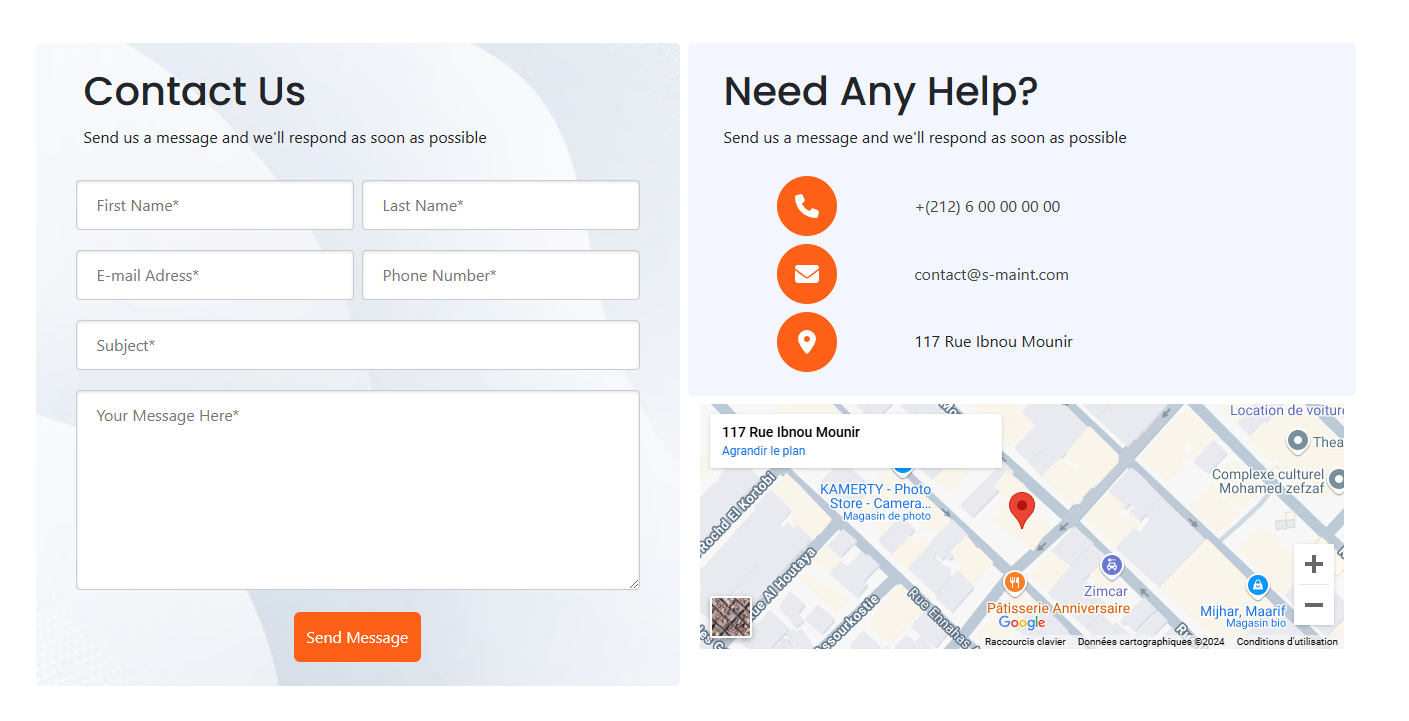 Contact Us
Send us a message and we'll respond as soon as possible
First Name*
Last Name*
E-mail Adress*
Phone Number*
Subject*
Your Message Here*
Send Message
Need Any Help?
Send us a message and we'll respond as soon as possible
+(212) 6 00 00 00 00
contact@s-maint.com
117 Rue Ibnou Mounir
117 Rue Ibnou Mounir
Agrandir le plan
Location de voiture
Thea
Complexe culturel
Mohamed zefzaf
KAMERTY - Photo
Store - Camera...
Magasin de photo
Rochd El Kortobi
Rue Al Houtaya
Assourkostie
Rue Ennahas
Zimcar
Pâtisserie Anniversaire
Mijhar, Maarif
Magasin bio
Google
Raccourcis clavier
Données cartographiques ©2024
Conditions d'utilisation